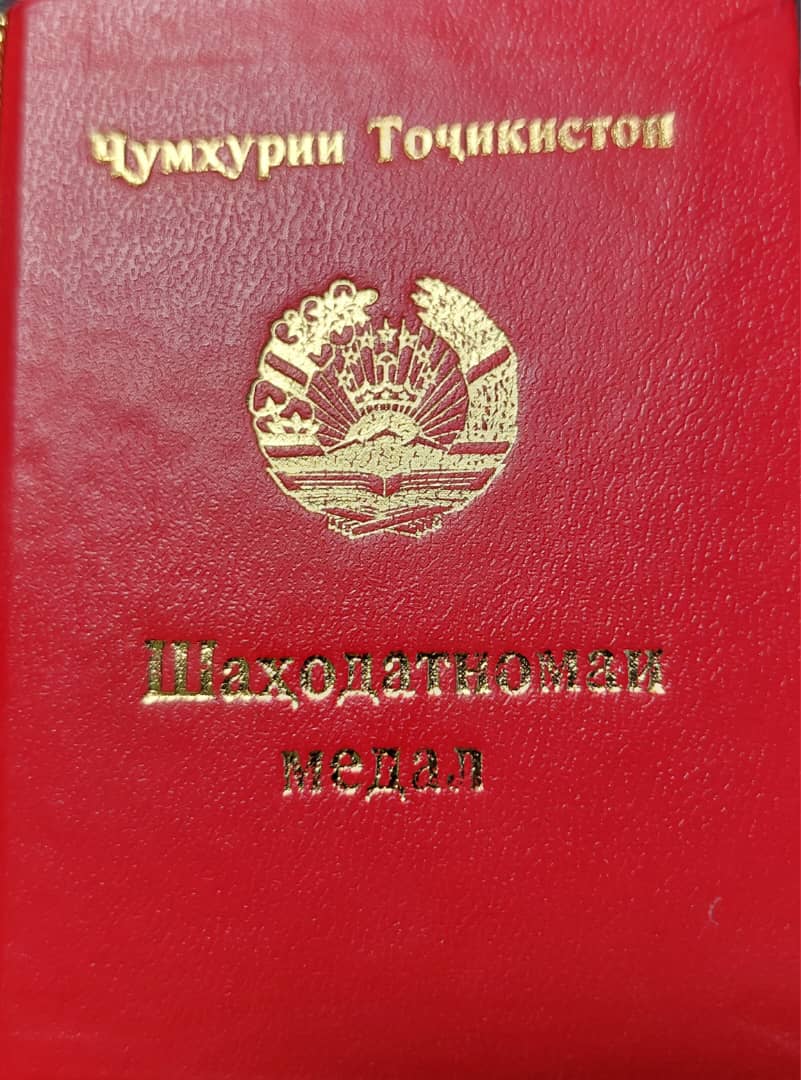 Ҷумҳурии Тоҷикистон
Шаҳодатномаи
медал